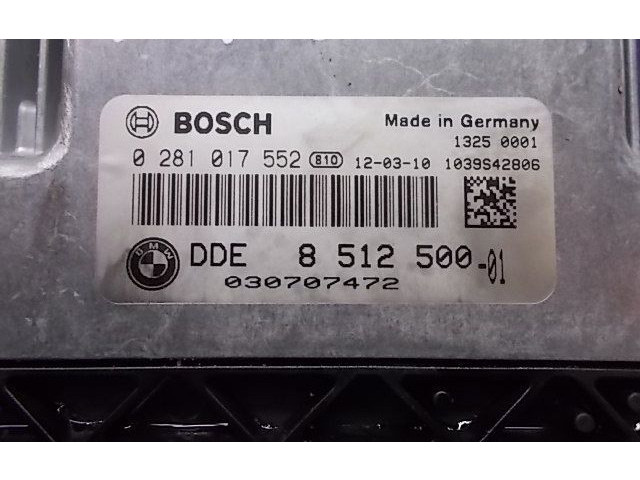 BOSCH
Made in Germany
1325 0001
0 281 017 552 810 12-03-10 1039S42806
BMW DDE 8 512 500-01
030707472